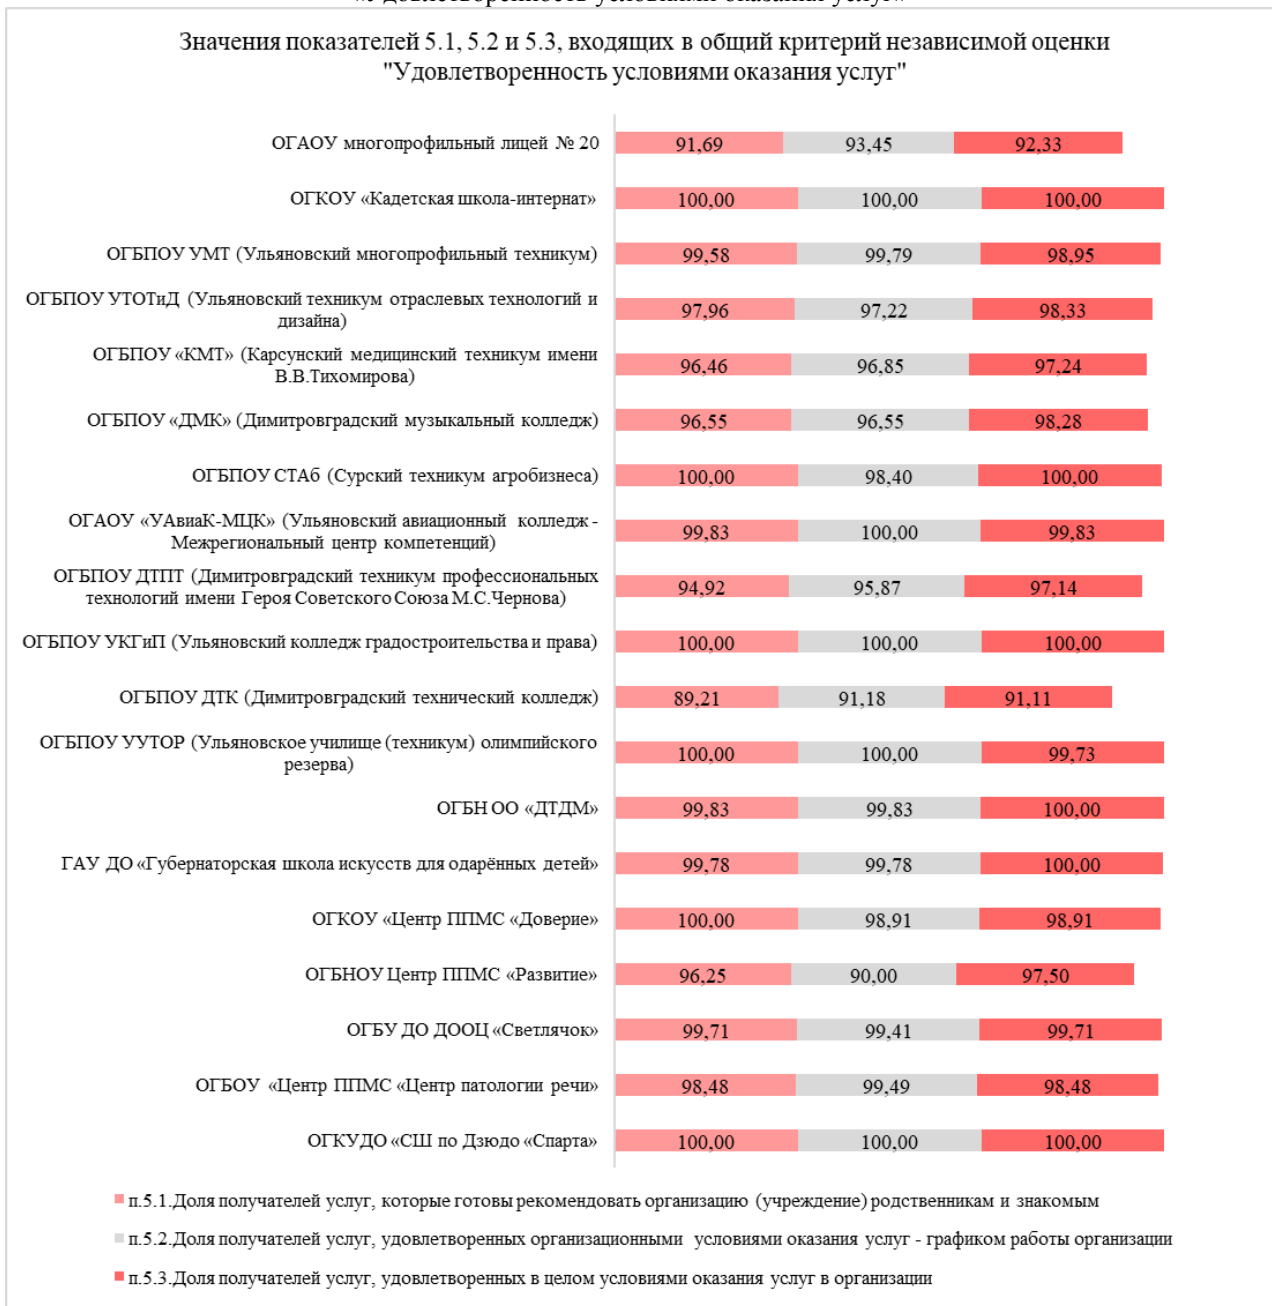 «Удовлетворенность условиями оказания услуг»
Значения показателей 5.1, 5.2 и 5.3, входящих в общий критерий независимой оценки
"Удовлетворенность условиями оказания услуг"
ОГАОУ многопрофильный лицей № 20 91,69 93,45 92,33
ОГКОУ «Кадетская школа-интернат» 100,00 100,00 100,00
ОГБПОУ УМТ (Ульяновский многопрофильный техникум) 99,58 99,79 98,95
ОГБПОУ УТОТиД (Ульяновский техникум отраслевых технологий и
дизайна) 97,96 97,22 98,33
ОГБПОУ «КМТ» (Карсунский медицинский техникум имени
В.В.Тихомирова) 96,46 96,85 97,24
ОГБПОУ «ДМК» (Димитровградский музыкальный колледж) 96,55 96,55 98,28
ОГБПОУ СТАб (Сурский техникум агробизнеса) 100,00 98,40 100,00
ОГАОУ «УАвиаК-МЦК» (Ульяновский авиационный колледж -
Межрегиональный центр компетенций) 99,83 100,00 99,83
ОГБПОУ ДТПТ (Димитровградский техникум профессиональных
технологий имени Героя Советского Союза М.С.Чернова) 94,92 95,87 97,14
ОГБПОУ УКГиП (Ульяновский колледж градостроительства и права) 100,00 100,00 100,00
ОГБПОУ ДТК (Димитровградский технический колледж) 89,21 91,18 91,11
ОГБПОУ УУТОР (Ульяновское училище (техникум) олимпийского
резерва) 100,00 100,00 99,73
ОГБН ОО «ДТДМ» 99,83 99,83 100,00
ГАУ ДО «Губернаторская школа искусств для одарённых детей» 99,78 99,78 100,00
ОГКОУ «Центр ППМС «Доверие» 100,00 98,91 98,91
ОГБНОУ Центр ППМС «Развитие» 96,25 90,00 97,50
ОГБУ ДО ДООЦ «Светлячок» 99,71 99,41 99,71
ОГБОУ «Центр ППМС «Центр патологии речи» 98,48 99,49 98,48
ОГКУДО «СШ по Дзюдо «Спарта» 100,00 100,00 100,00
п.5.1.Доля получателей услуг, которые готовы рекомендовать организацию (учреждение) родственникам и знакомым
п.5.2.Доля получателей услуг, удовлетворенных организационными условиями оказания услуг - графиком работы организации
п.5.3.Доля получателей услуг, удовлетворенных в целом условиями оказания услуг в организации